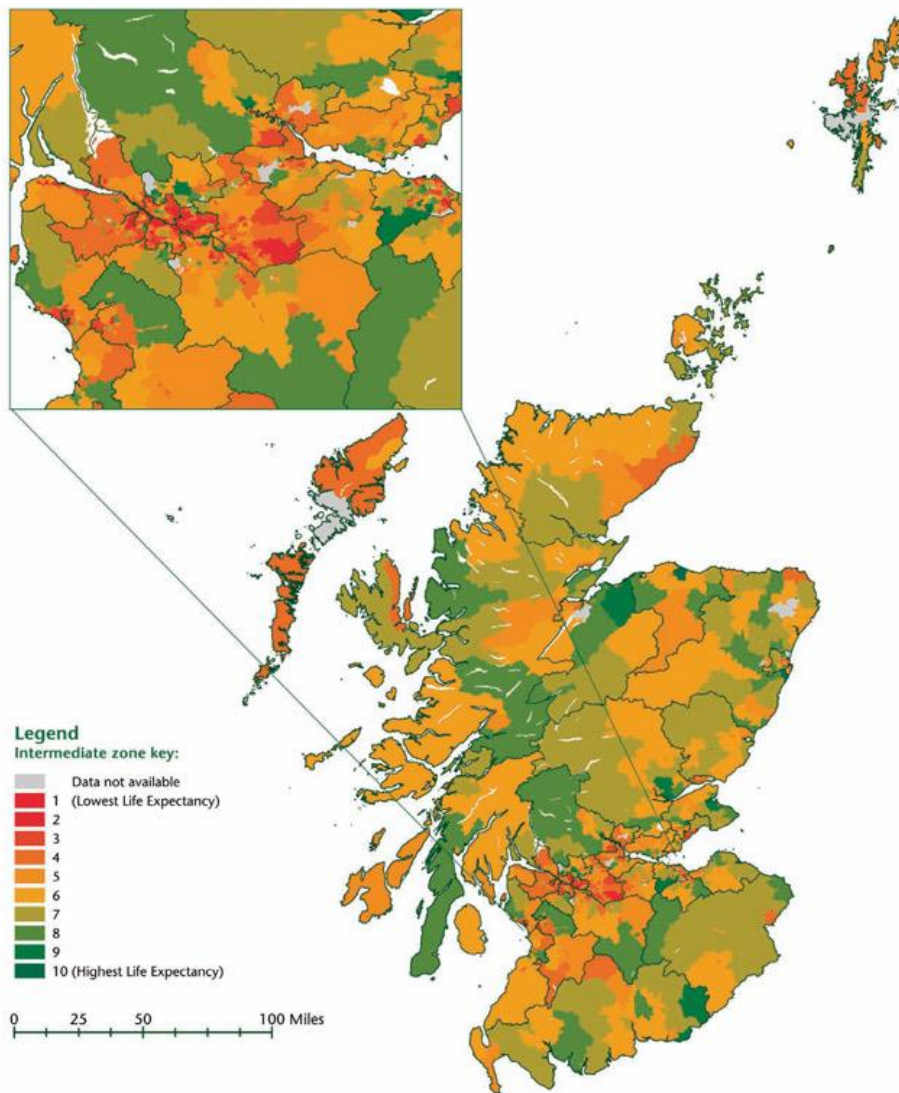 Legend
Intermediate zone key:
Data not available
1 (Lowest Life Expectancy)
2
3
4
5
6
7
8
9
10 (Highest Life Expectancy)
0 25 50 100 Miles